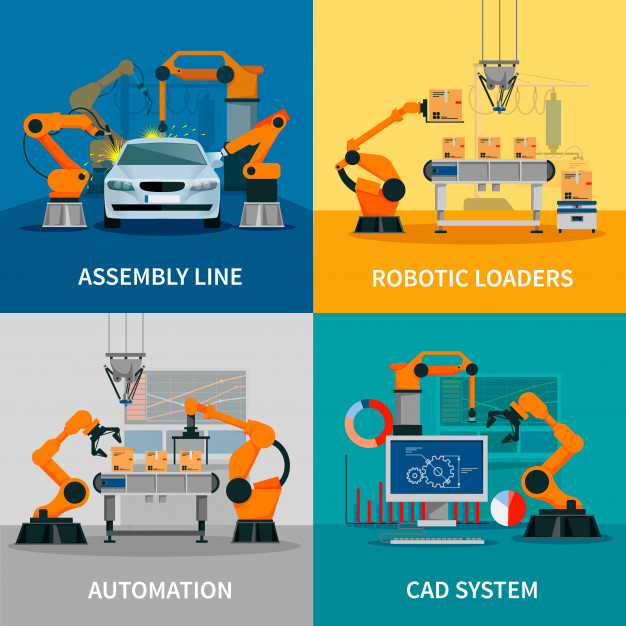 ASSEMBLY LINE
ROBOTIC LOADERS
AUTOMATION
CAD SYSTEM